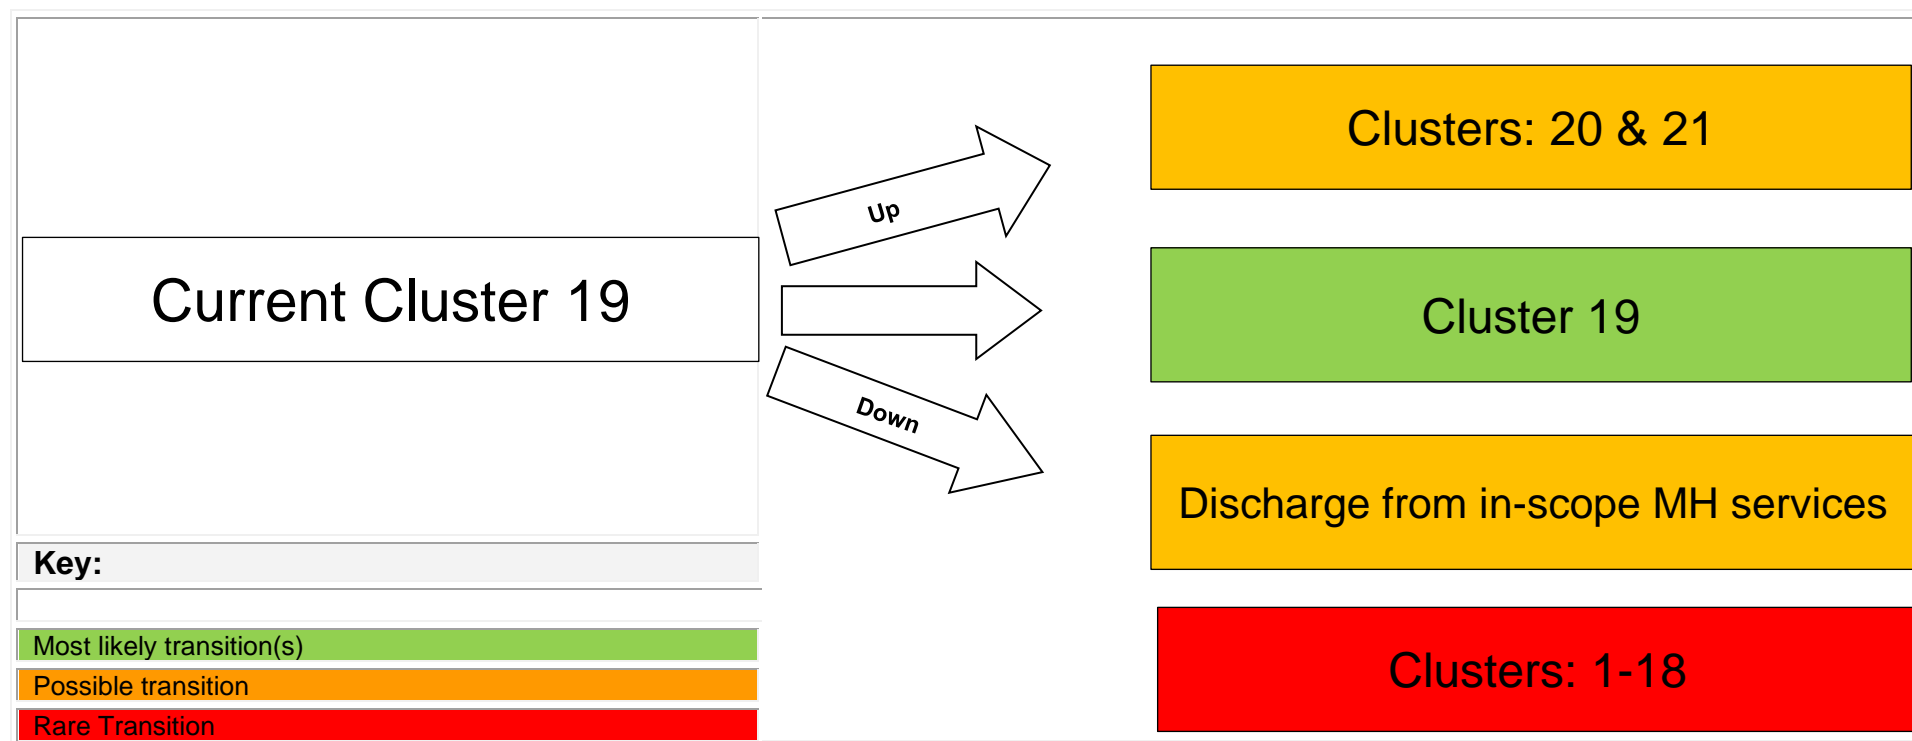 Clusters: 20 & 21
Up
Current Cluster 19
Cluster 19
Down
Discharge from in-scope MH services
Key:
Most likely transition(s)
Possible transition
Rare Transition
Clusters: 1-18